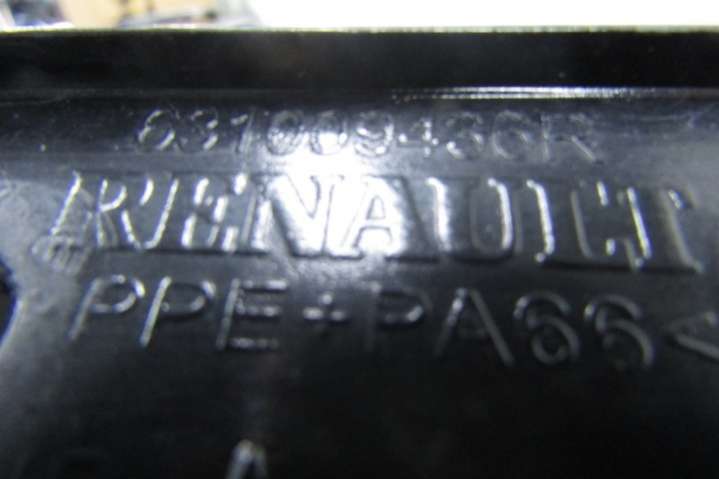 631009436R
RENAULT
PPE+PA66<
A